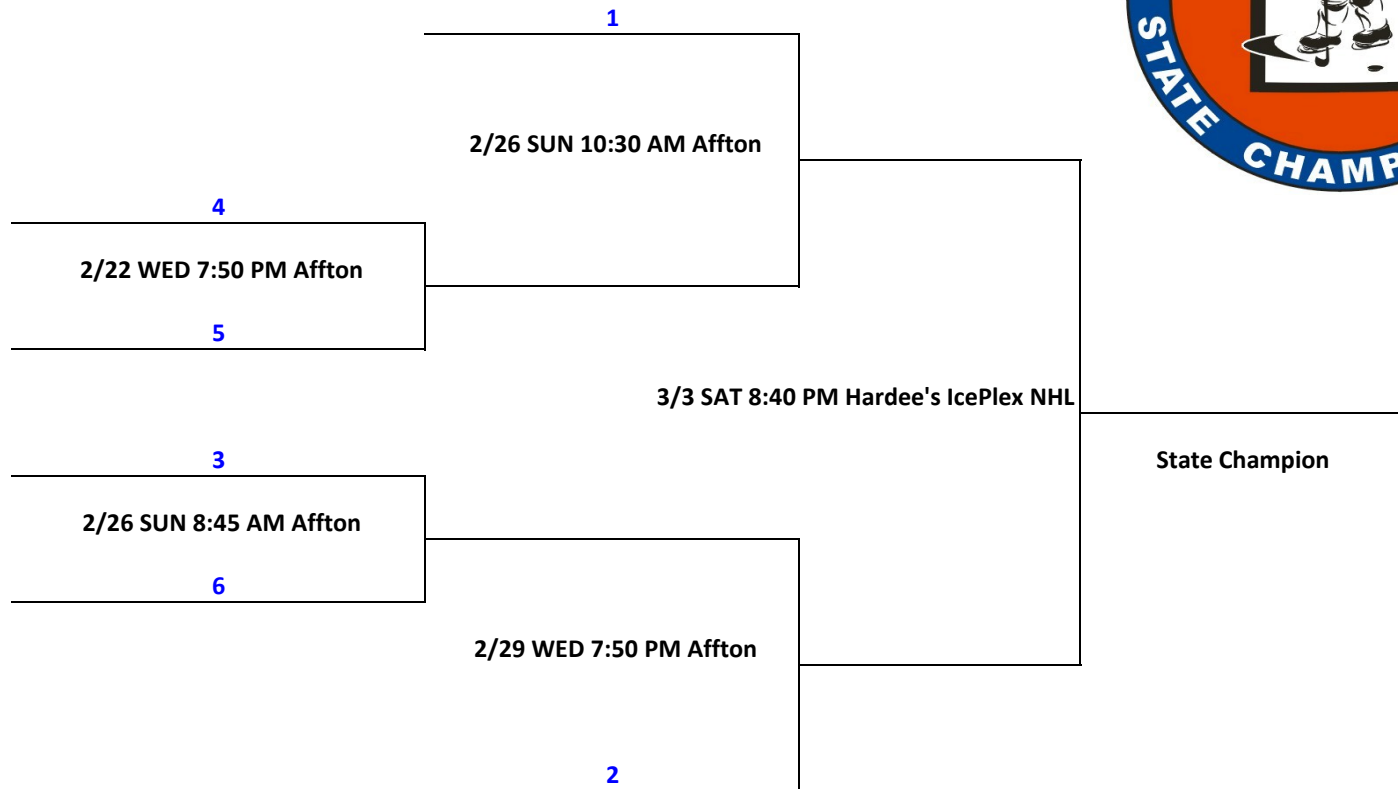 1
STATE CHAMP
2/26 SUN 10:30 AM Affton
4
2/22 WED 7:50 PM Affton
5
3/3 SAT 8:40 PM Hardee's IcePlex NHL
3
State Champion
2/26 SUN 8:45 AM Affton
6
2/29 WED 7:50 PM Affton
2